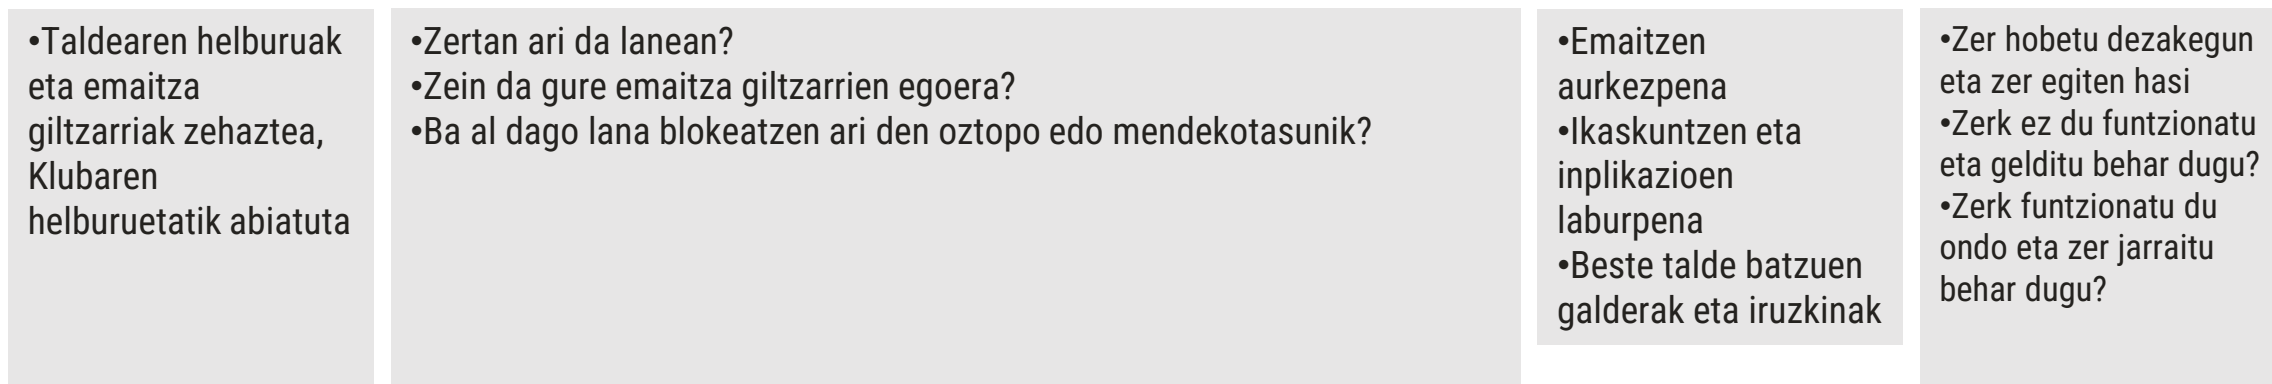 •Taldearen helburuak
eta emaitza
giltzarriak zehaztea,
Klubaren
helburuetatik abiatuta
•Zertan ari da lanean?
•Zein da gure emaitza giltzarrien egoera?
•Ba al dago lana blokeatzen ari den oztopo edo mendekotasunik?
•Emaitzen
aurkezpena
•Ikaskuntzen eta
inplikazioen
laburpena
•Beste talde batzuen
galderak eta iruzkinak
•Zer hobetu dezakegun
eta zer egiten hasi
•Zerk ez du funtzionatu
eta gelditu behar dugu?
•Zerk funtzionatu du
ondo eta zer jarraitu
behar dugu?